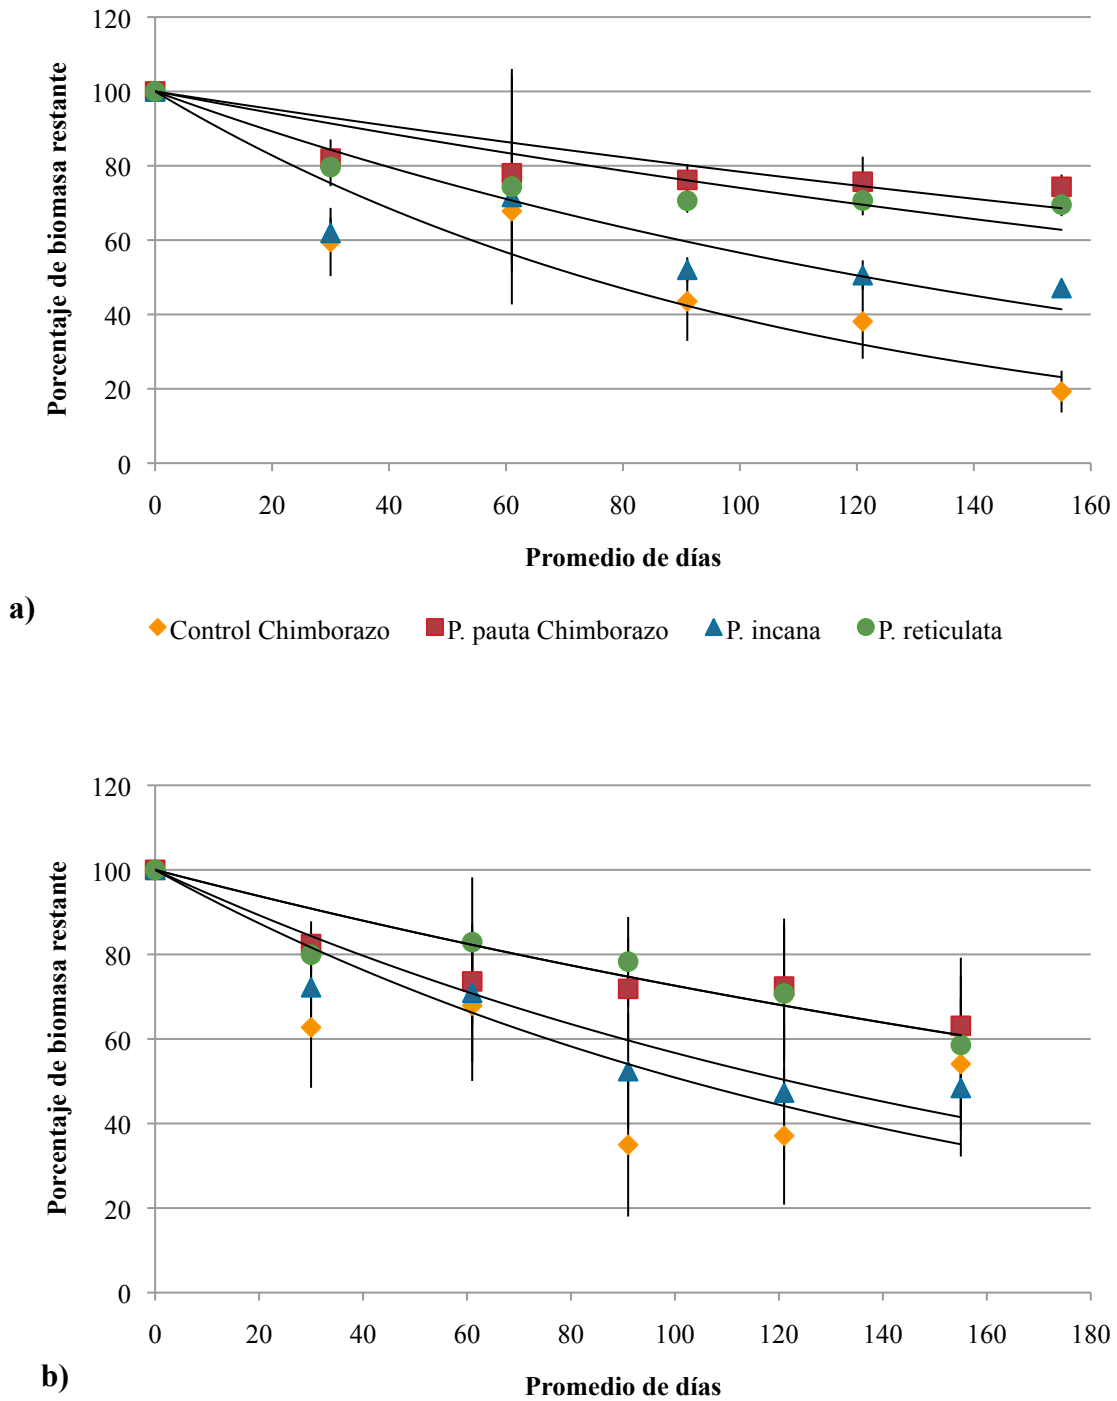 120
100
80
60
40
20
0
Porcentaje de biomasa restante
0 20 40 60 80 100 120 140 160
Promedio de días
a)
Control Chimborazo P. pauta Chimborazo P. incana P. reticulata
120
100
80
60
40
20
0
Porcentaje de biomasa restante
0 20 40 60 80 100 120 140 160 180
Promedio de días
b)